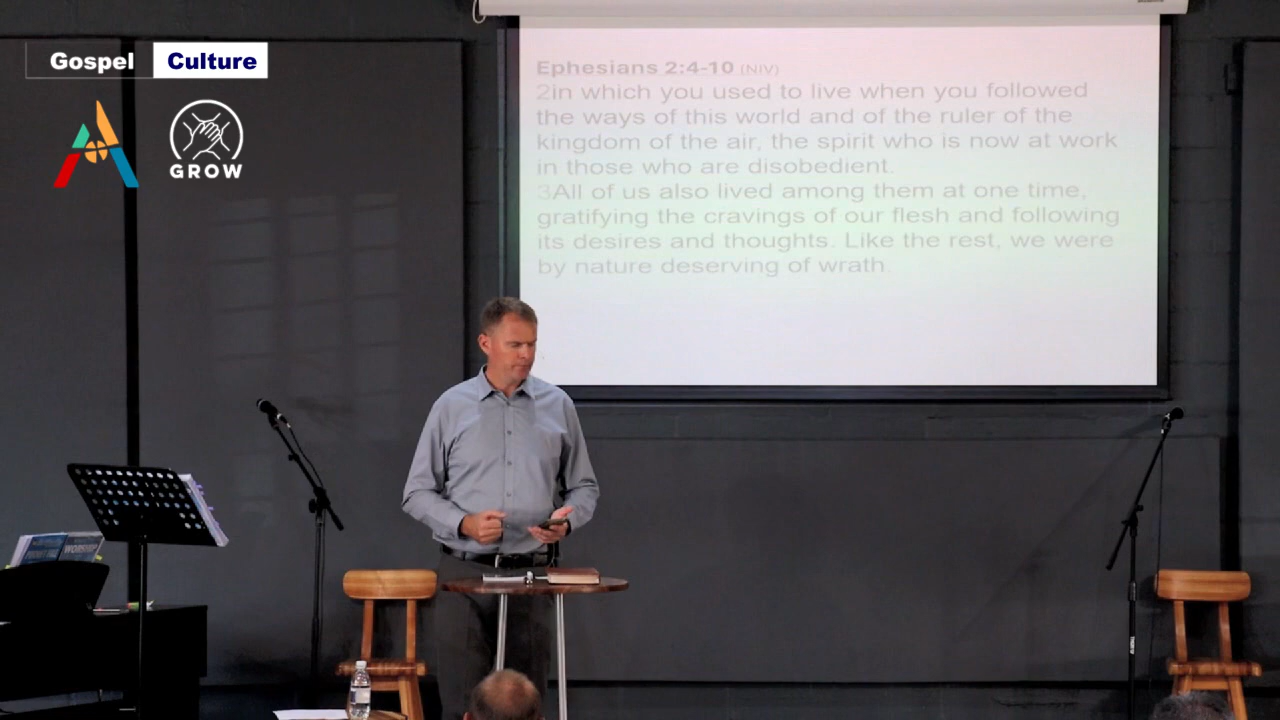 Gospel Culture
GROW
Ephesians 2:4-10 (NIV)
2in which you used to live when you followed
the ways of this world and of the ruler of the
kingdom of the air, the spirit who is now at work
in those who are disobedient.
3All of us also lived among them at one time,
gratifying the cravings of our flesh and following
its desires and thoughts. Like the rest, we were
by nature deserving of wrath.
WORSHIP